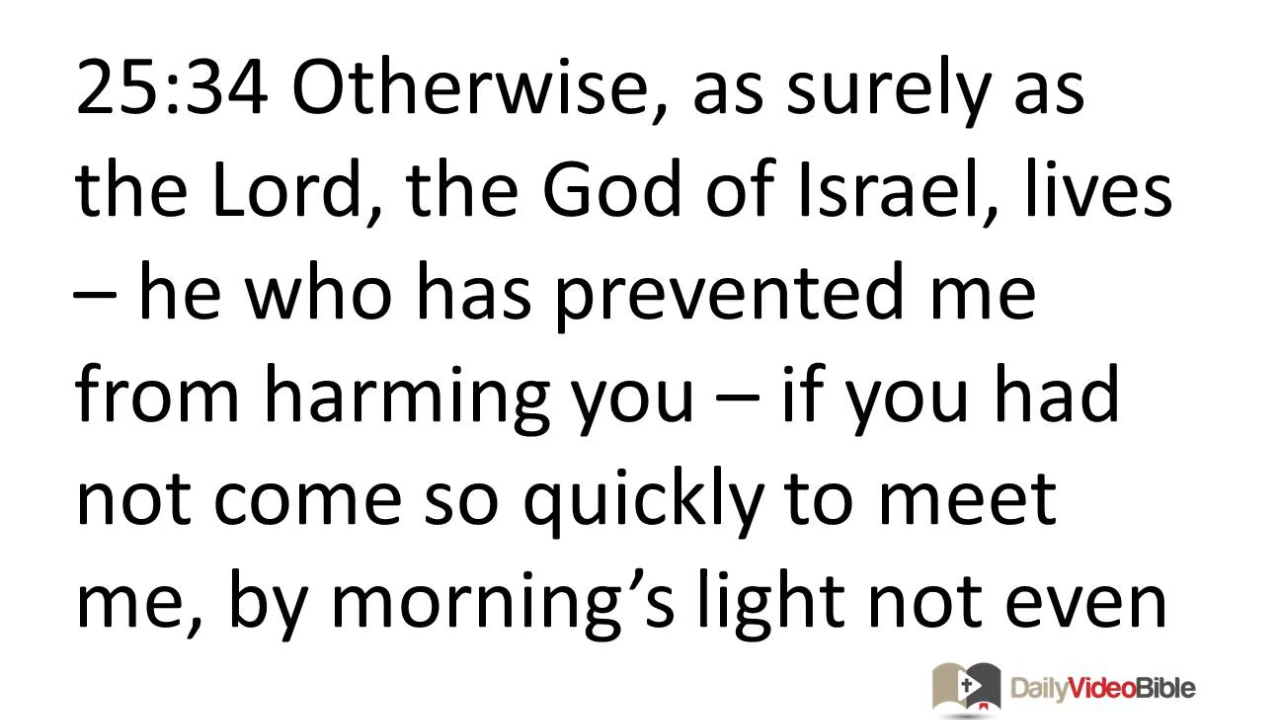 25:34 Otherwise, as surely as
the Lord, the God of Israel, lives
– he who has prevented me
from harming you – if you had
not come so quickly to meet
me, by morning’s light not even
DailyVideoBible